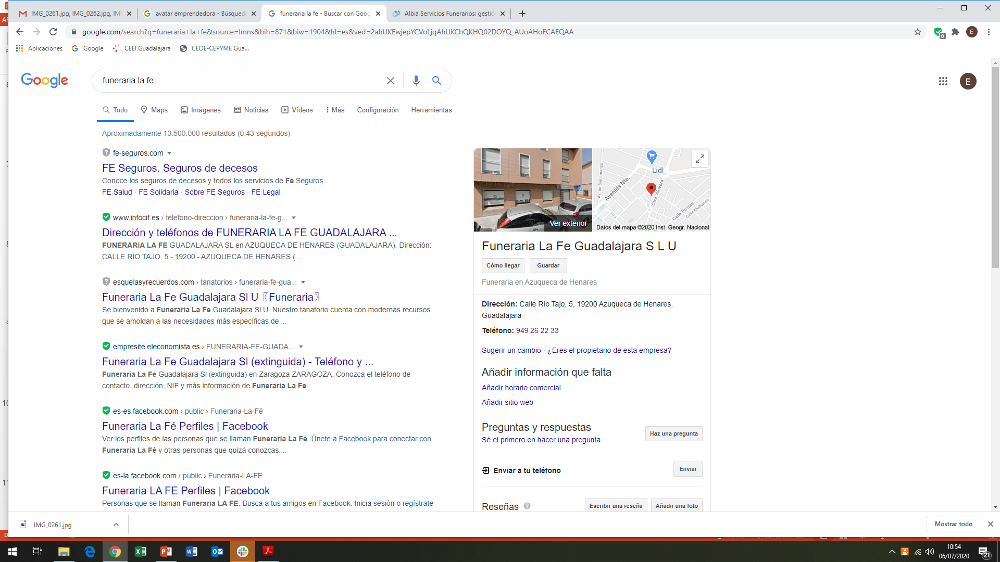 IMG_0261.jpg, IMG_0262.jpg, IM
avatar emprendedora - Búsqueda
funeraria la fe - Buscar con Goog
Albia Servicios Funerarios: gestió
google.com/search?q=funeraria+la+fe&source=lmns&bih=871&biw=1904&hl=es&ved=2ahUKEwjepYCVoLjqAhUKChQKHQ02DOYQ_AUoAHoECAEQAA
E
Aplicaciones
Google
CEEI Guadalajara
CEOE-CEPYME Gua...
Google
funeraria la fe
E
Todo
Maps
Imágenes
Noticias
Vídeos
Más
Configuración
Herramientas
Aproximadamente 13.500.000 resultados (0,43 segundos)
fe-seguros.com
FE Seguros. Seguros de decesos
Conoce los seguros de decesos y todos los servicios de Fe Seguros.
FE Salud · FE Solidaria · Sobre FE Seguros · FE Legal
www.infocif.es › telefono-direccion › funeraria-la-fe-g...
Dirección y teléfonos de FUNERARIA LA FE GUADALAJARA ...
FUNERARIA LA FE GUADALAJARA SL en AZUQUECA DE HENARES (GUADALAJARA). Dirección:
CALLE RIO TAJO, 5 - 19200 - AZUQUECA DE HENARES ( ...
esquelasyrecuerdos.com › tanatorios › funeraria-fe-gua...
Funeraria La Fe Guadalajara Sl U 〖Funeraria〗
Se bienvenido a Funeraria La Fe Guadalajara Sl U. Nuestro tanatorio cuenta con modernas recursos
que se amoldan a las necesidades más específicas de ...
empresite.eleconomista.es › FUNERARIA-FE-GUADA...
Funeraria La Fe Guadalajara Sl (extinguida) - Teléfono y ...
Funeraria La Fe Guadalajara Sl (extinguida) en Zaragoza ZARAGOZA. Conozca el teléfono de
contacto, dirección, NIF y más información de Funeraria La Fe ...
es-es.facebook.com › public › Funeraria-La-Fé
Funeraria La Fé Perfiles | Facebook
Ver los perfiles de las personas que se llaman Funeraria La Fé. Únete a Facebook para conectar con
Funeraria La Fé y otras personas que quizá conozcas....
es-la.facebook.com › public › Funeraria-LA-FE
Funeraria LA FE Perfiles | Facebook
Personas que se llaman Funeraria LA FE. Busca a tus amigos en Facebook. Inicia sesión o regístrate
Ver exterior
Lidl
Av. de San Lorenzo
Avenida Nte.
Ctra. Alovera
Calle Postas
Calle Mulhacén
Datos del mapa ©2020 Inst. Geogr. Nacional
Funeraria La Fe Guadalajara S L U
Cómo llegar
Guardar
Funeraria en Azuqueca de Henares
Dirección: Calle Río Tajo, 5, 19200 Azuqueca de Henares,
Guadalajara
Teléfono: 949 26 22 33
Sugerir un cambio · ¿Eres el propietario de esta empresa?
Añadir información que falta
Añadir horario comercial
Añadir sitio web
Preguntas y respuestas
Sé el primero en hacer una pregunta
Haz una pregunta
Enviar a tu teléfono
Enviar
Reseñas
Escribir una reseña
Añadir una foto
IMG_0261.jpg
Mostrar todo
10:54
06/07/2020
21